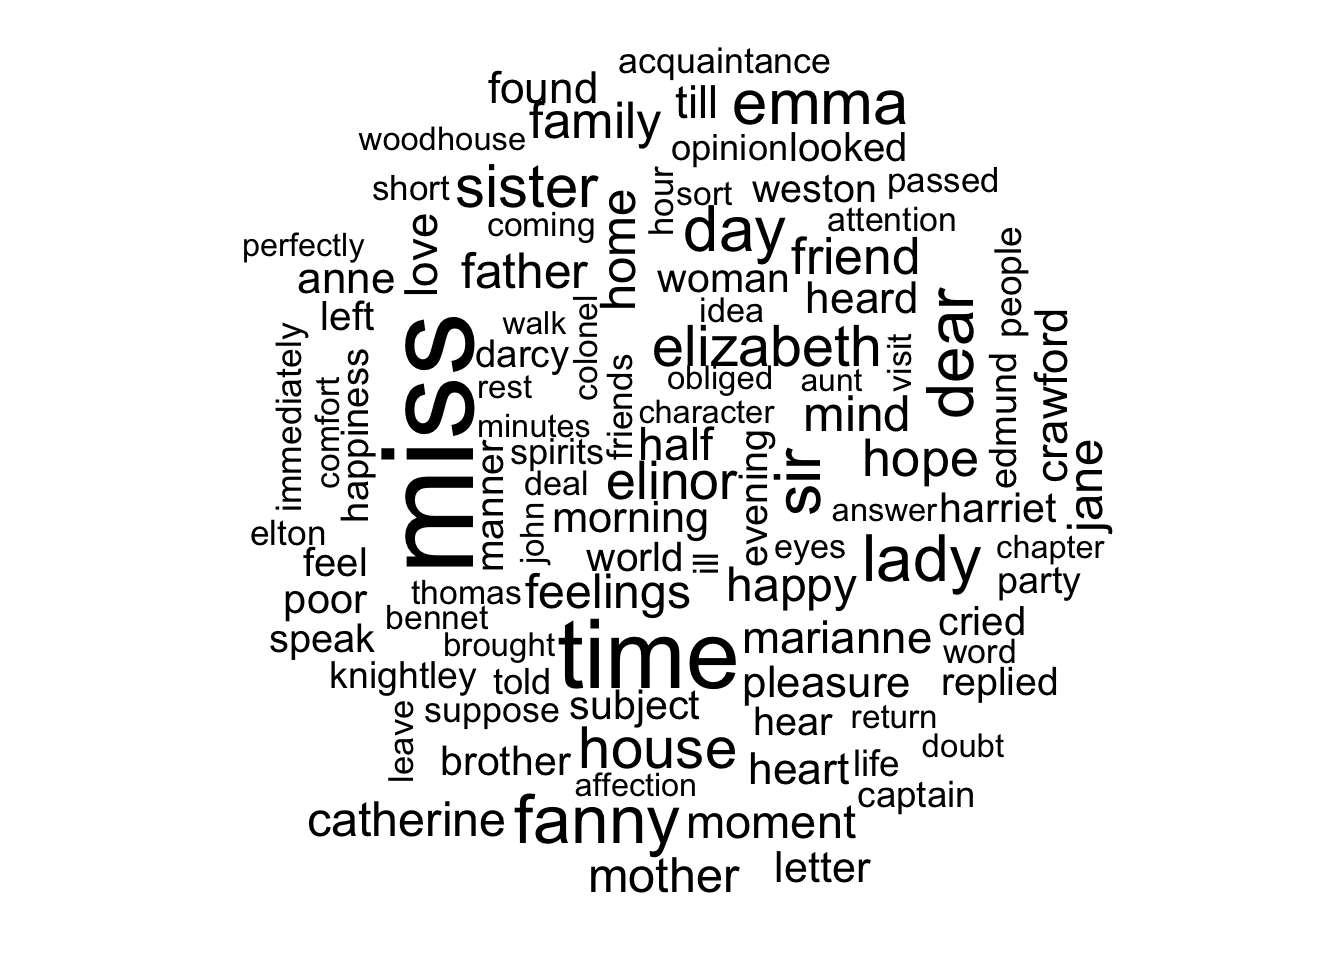 acquaintance
found
till
emma
family
woodhouse
opinion
looked
short
sister
hour
sort
weston
passed
love
coming
home
day
attention
perfectly
anne
father
woman
friend
people
left
colonel
idea
heard
dear
crawford
immediately
miss
walk
darcy
elizabeth
visit
comfort
happiness
rest
friends
obliged
aunt
edmund
minutes
character
mind
manner
spirits
half
evening
sir
hope
jane
deal
elinor
elton
john
morning
answer
harriet
feel
world
ill
eyes
lady
chapter
poor
thomas
feelings
happy
party
bennet
speak
brought
time
marianne
cried
word
knightley
told
pleasure
replied
leave
suppose
subject
hear
return
brother
house
heart
life
doubt
affection
captain
catherine
fanny
moment
mother
letter